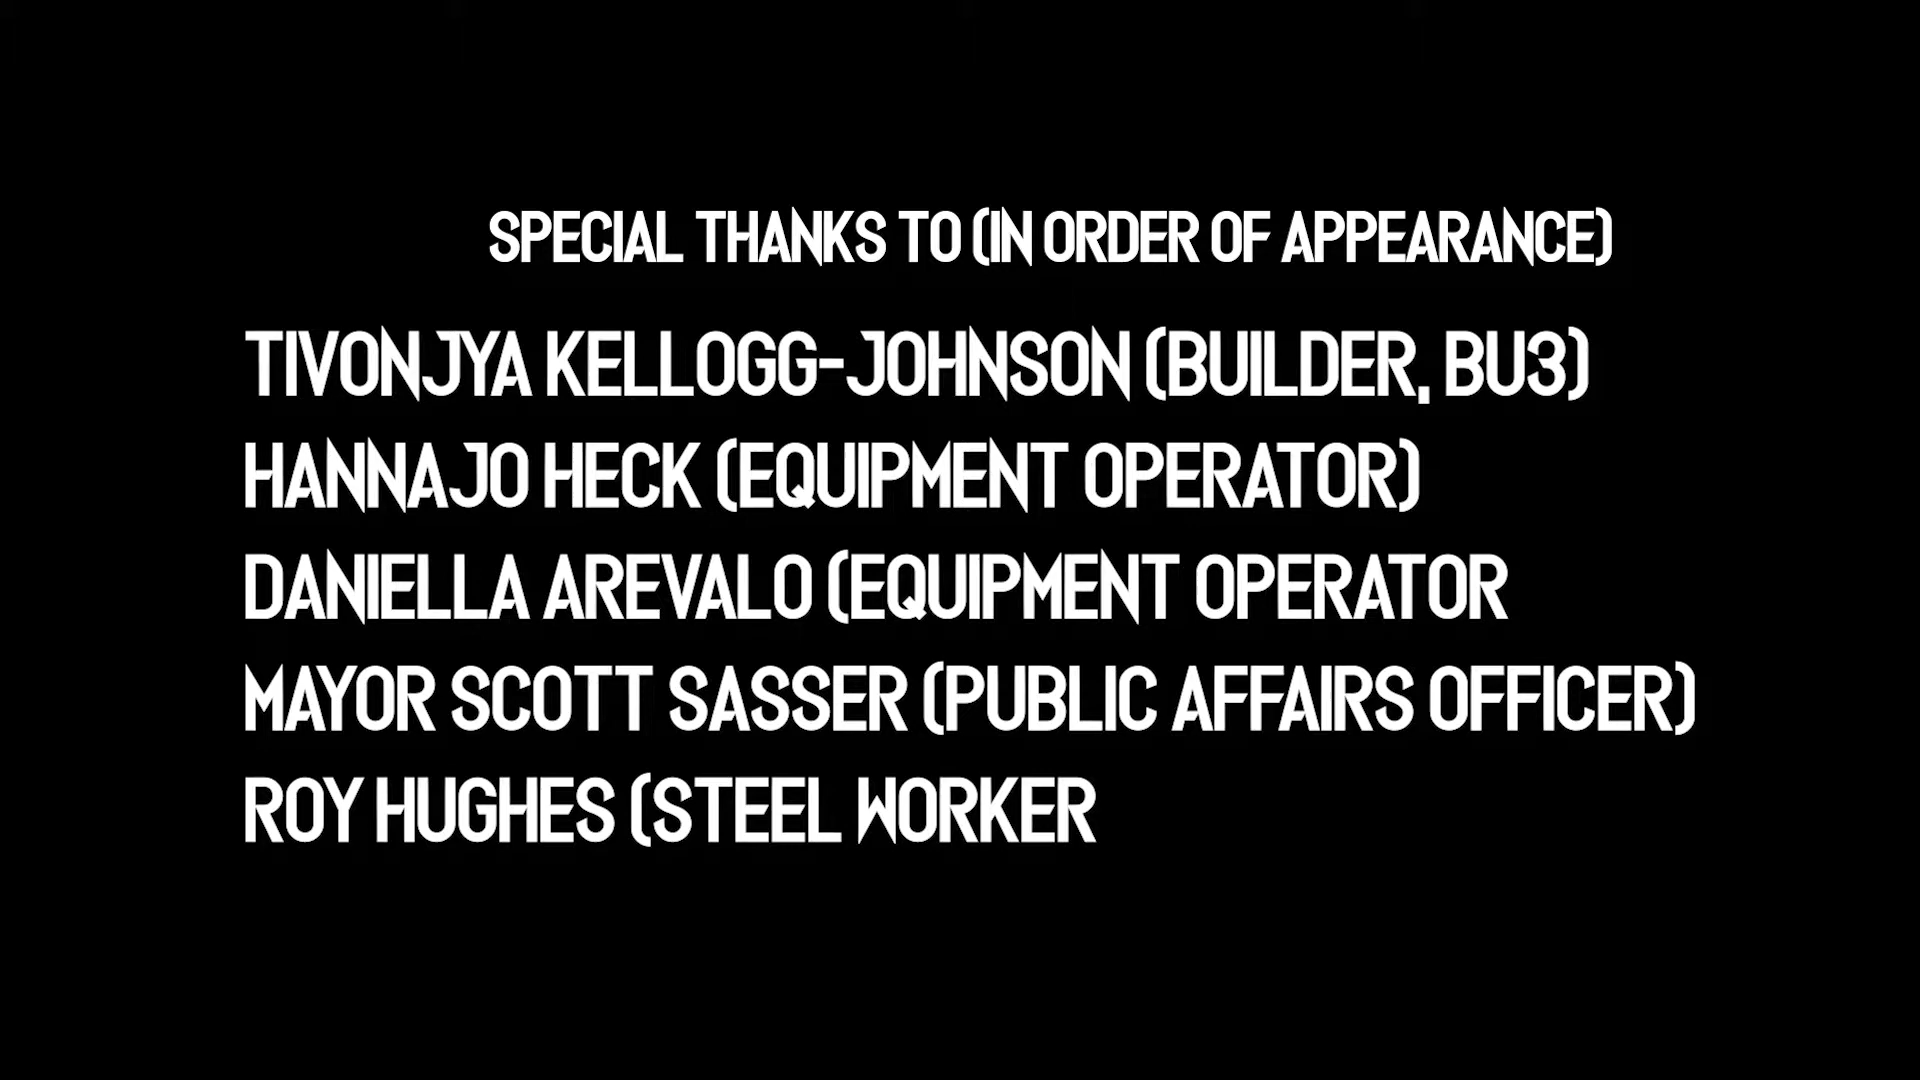 SPECIAL THANKS TO (IN ORDER OF APPEARANCE)
TIVONJYA KELLOGG-JOHNSON (BUILDER, BU3)
HANNAJO HECK (EQUIPMENT OPERATOR)
DANIELLA AREVALO (EQUIPMENT OPERATOR
MAYOR SCOTT SASSER (PUBLIC AFFAIRS OFFICER)
ROY HUGHES (STEEL WORKER